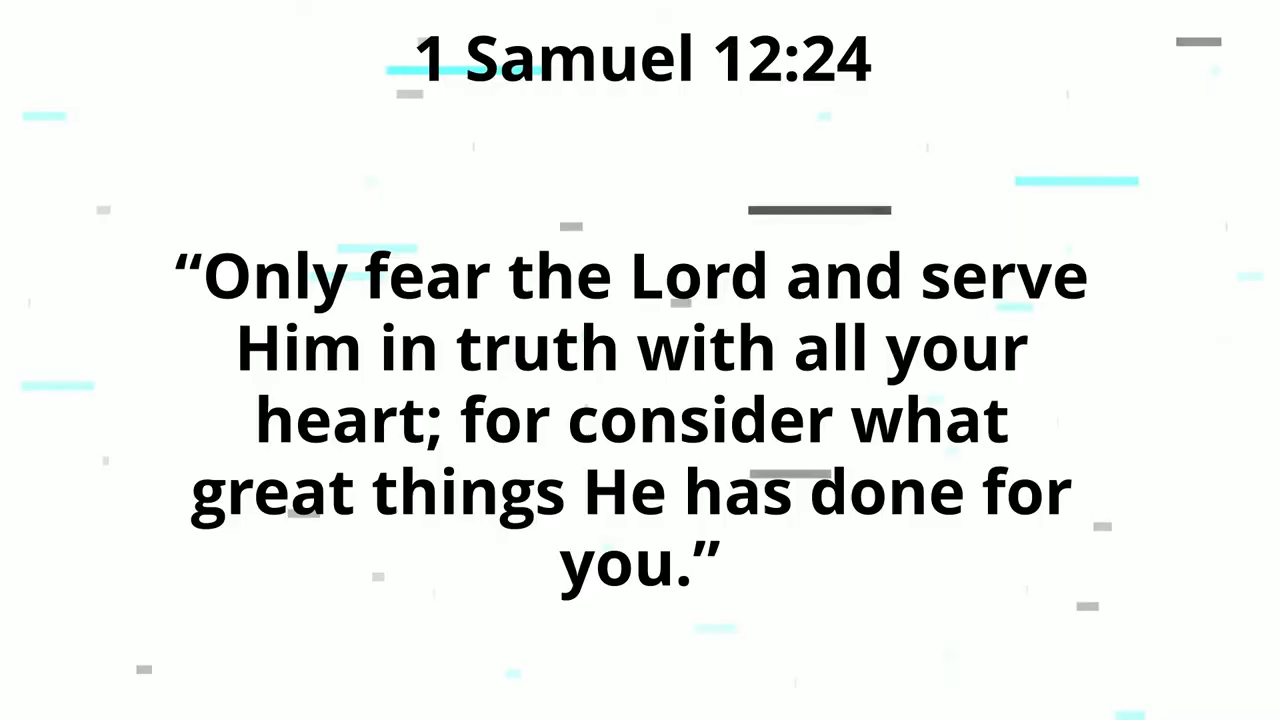 1 Samuel 12:24
“Only fear the Lord and serve
Him in truth with all your
heart; for consider what
great things He has done for
you.”